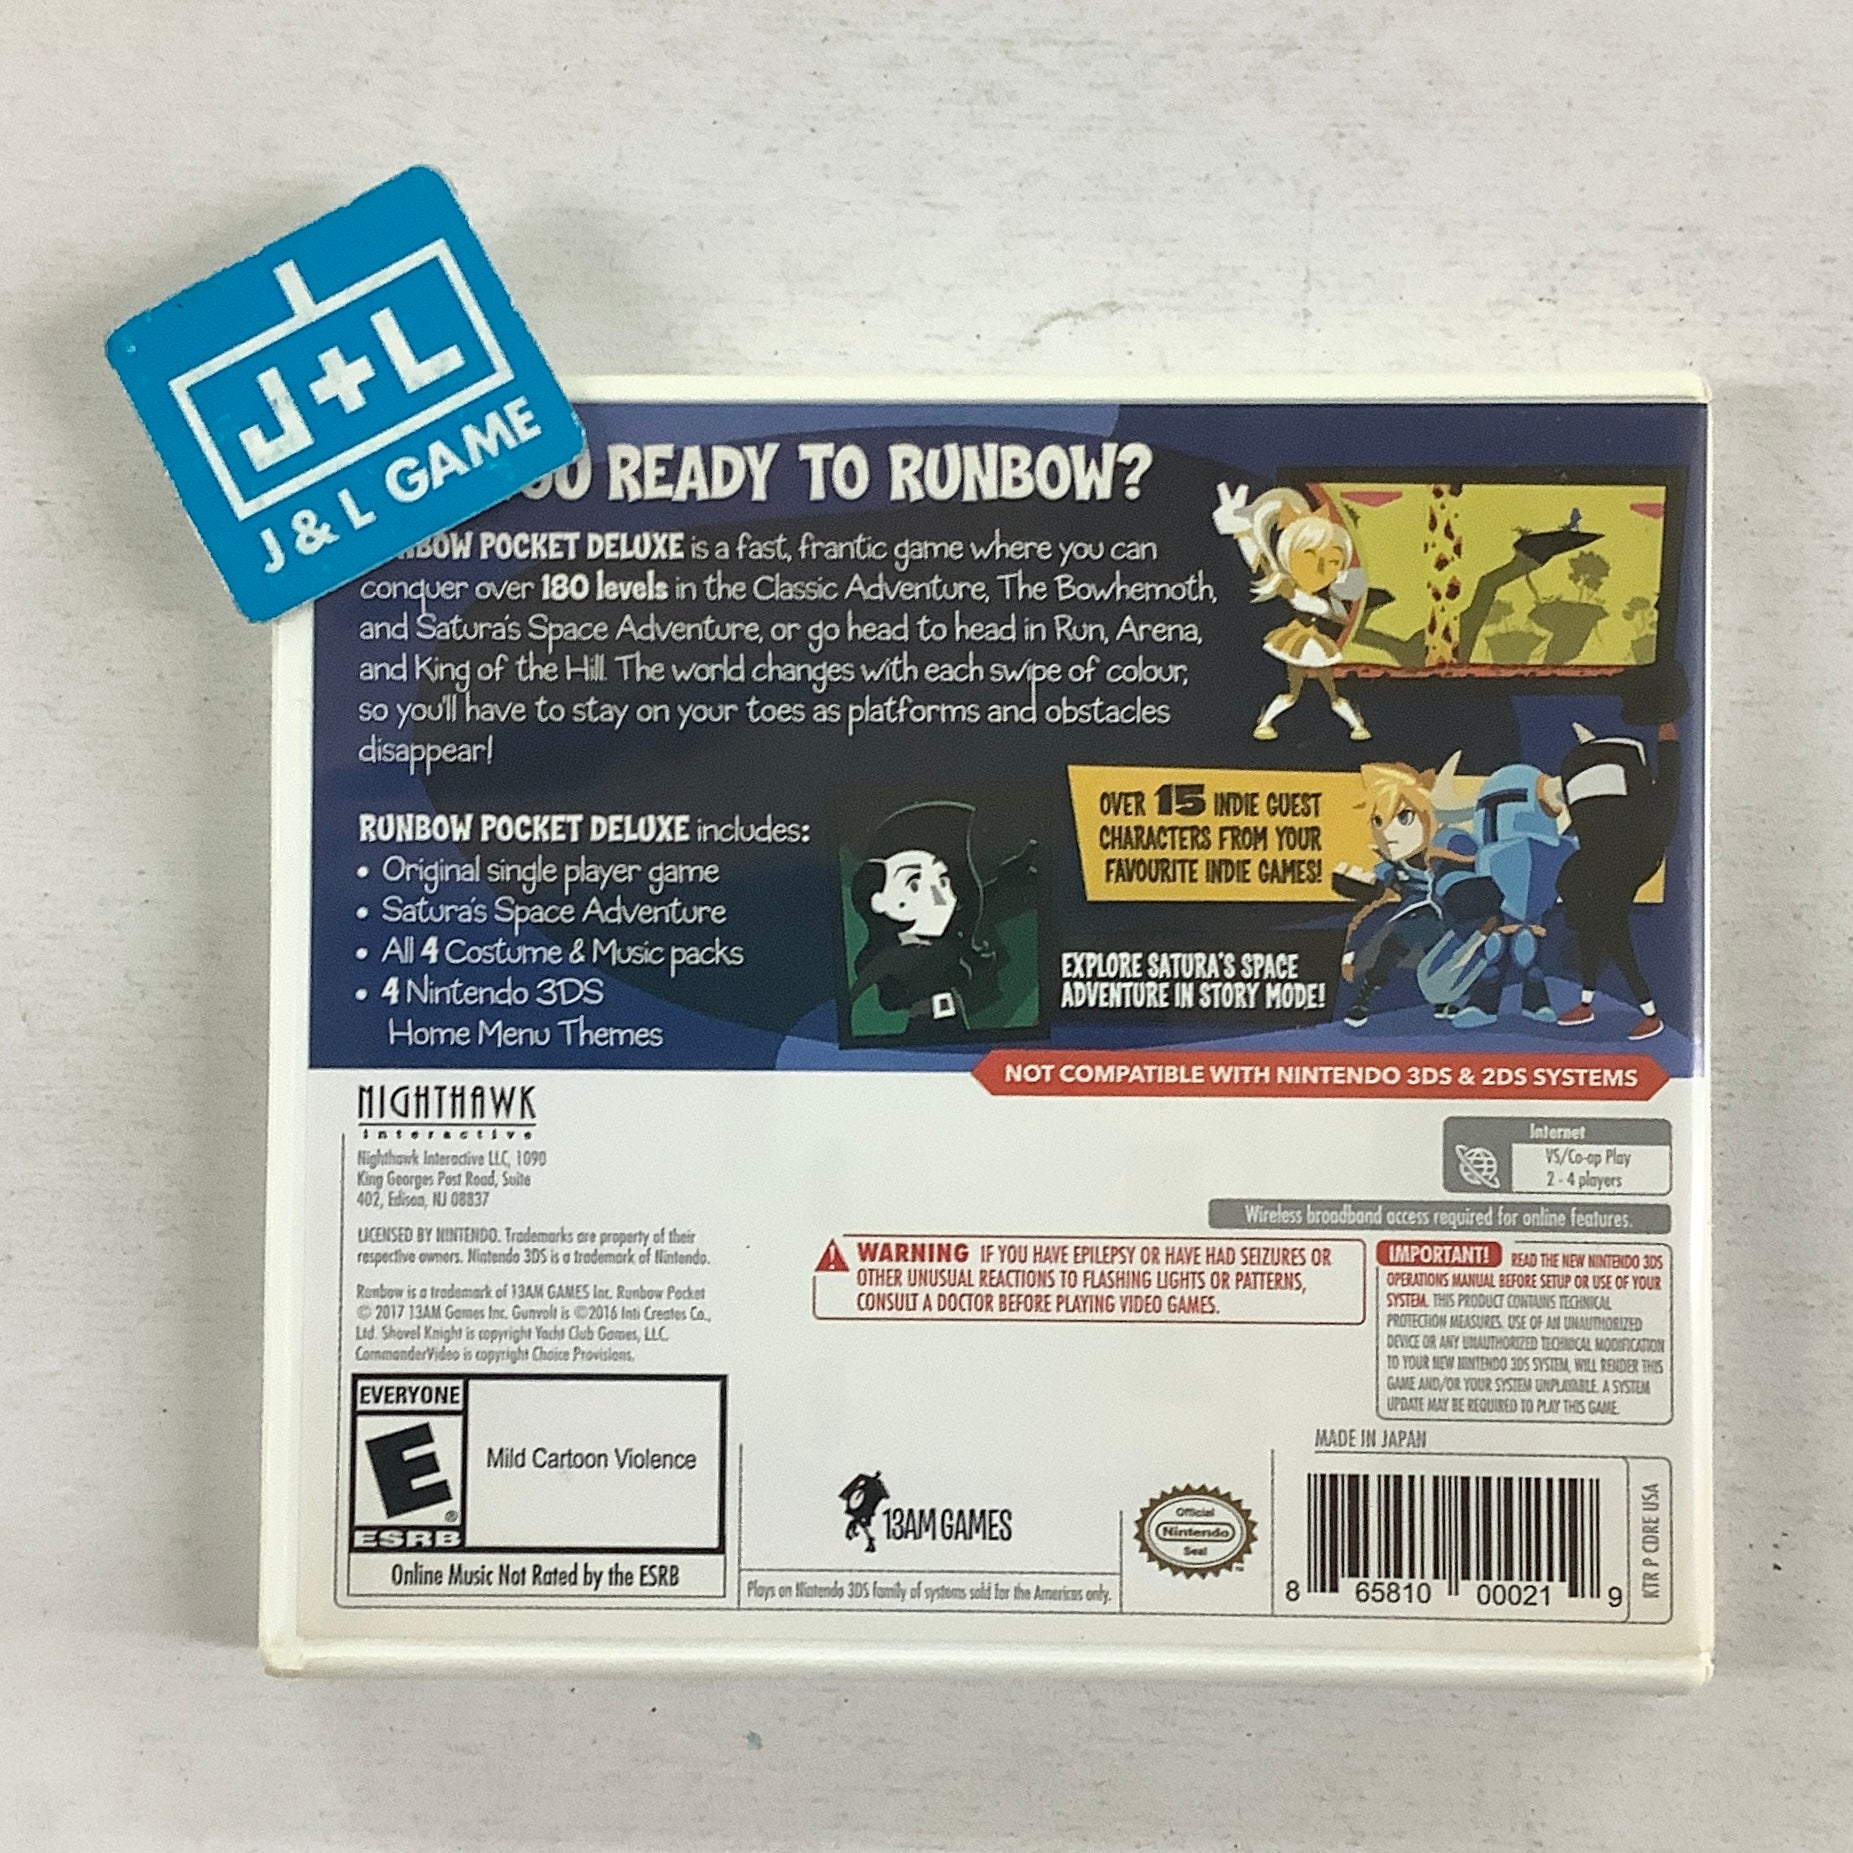 J+L
J & L GAME
READY TO RUNBOW?
POCKET DELUXE is a fast, frantic game where you can
conquer over 180 levels in the Classic Adventure, The Bowhemoth,
and Satura's Space Adventure, or go head to head in Run, Arena,
and King of the Hill. The world changes with each swipe of colour,
so you'll have to stay on your toes as platforms and obstacles
disappear!
RUNBOW POCKET DELUXE includes:
• Original single player game
• Satura's Space Adventure
• All 4 Costume & Music packs
• 4 Nintendo 3DS
Home Menu Themes
OVER 15 INDIE GUEST
CHARACTERS FROM YOUR
FAVOURITE INDIE GAMES!
EXPLORE SATURA'S SPACE
ADVENTURE IN STORY MODE!
NOT COMPATIBLE WITH NINTENDO 3DS & 2DS SYSTEMS
NIGHTHAWK
interactive
Nighthawk Interactive LLC, 1090
King Georges Post Road, Suite
402, Edison, NJ 08837
LICENSED BY NINTENDO. Trademarks are property of their
respective owners. Nintendo 3DS is a trademark of Nintendo.
Runbow is a trademark of 13AM GAMES Inc. Runbow Pocket
© 2017 13AM Games Inc. Gunvolt is ©2016 Inti Creates Co.,
Ltd. Shovel Knight is copyright Yacht Club Games, LLC.
CommanderVideo is copyright Choice Provisions.
Internet
VS/Co-op Play
2 - 4 players
Wireless broadband access required for online features.
WARNING IF YOU HAVE EPILEPSY OR HAVE HAD SEIZURES OR
OTHER UNUSUAL REACTIONS TO FLASHING LIGHTS OR PATTERNS,
CONSULT A DOCTOR BEFORE PLAYING VIDEO GAMES.
IMPORTANT! READ THE NEW NINTENDO 3DS
OPERATIONS MANUAL BEFORE SETUP OR USE OF YOUR
SYSTEM. THIS PRODUCT CONTAINS TECHNICAL
PROTECTION MEASURES. USE OF AN UNAUTHORIZED
DEVICE OR ANY UNAUTHORIZED TECHNICAL MODIFICATION
TO YOUR NEW NINTENDO 3DS SYSTEM, WILL RENDER THIS
GAME AND/OR YOUR SYSTEM UNPLAYABLE. A SYSTEM
UPDATE MAY BE REQUIRED TO PLAY THIS GAME.
EVERYONE
E
ESRB
Mild Cartoon Violence
Online Music Not Rated by the ESRB
13AM GAMES
Plays on Nintendo 3DS family of systems sold for the Americas only.
Official
Nintendo
Seal
MADE IN JAPAN
8 65810 00021 9
KTR P CDRE USA